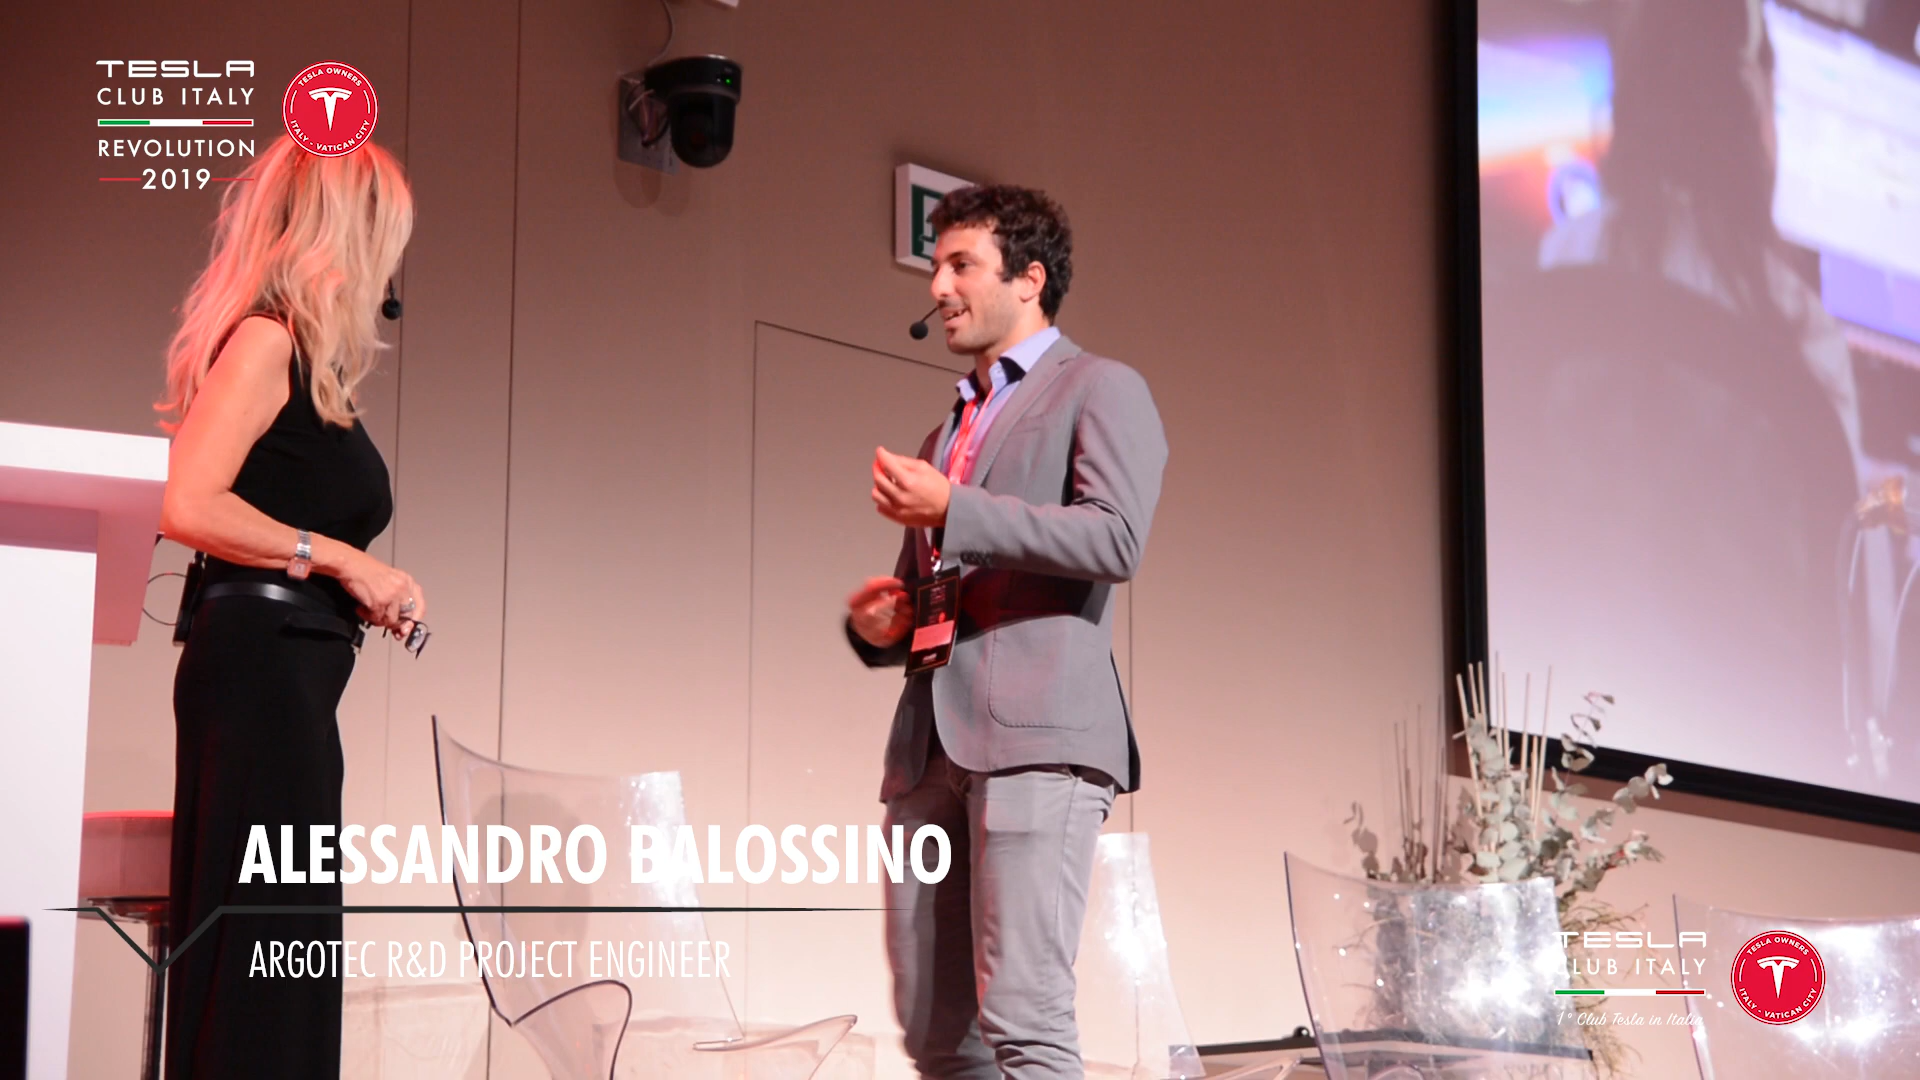 TESLA
CLUB ITALY
REVOLUTION
2019
TESLA OWNERS
ITALY - VATICAN CITY
ALESSANDRO BALOSSINO
ARGOTEC R&D PROJECT ENGINEER
TESLA
CLUB ITALY
1° Club Tesla in Italia
TESLA OWNERS
ITALY - VATICAN CITY